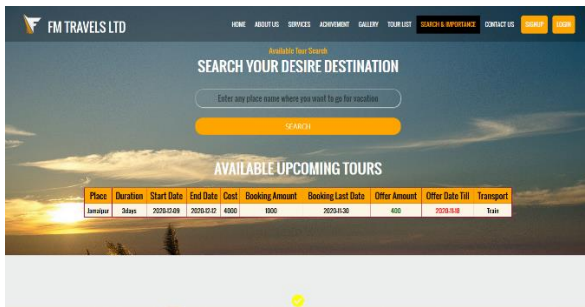 FM TRAVELS LTD
HOME ABOUT US SERVICES ACHIVEMENT GALLERY TOUR LIST SEARCH & IMPORTANCE CONTACT US SIGNUP LOGIN
Available Tour Search
SEARCH YOUR DESIRE DESTINATION
Enter any place name where you want to go for vacation
SEARCH
AVAILABLE UPCOMING TOURS
Place Duration Start Date End Date Cost Booking Amount Booking Last Date Offer Amount Offer Date Till Transport
Jamalpur 3days 2020-12-09 2020-12-12 4000 1000 2020-11-30 400 2020-11-18 Train